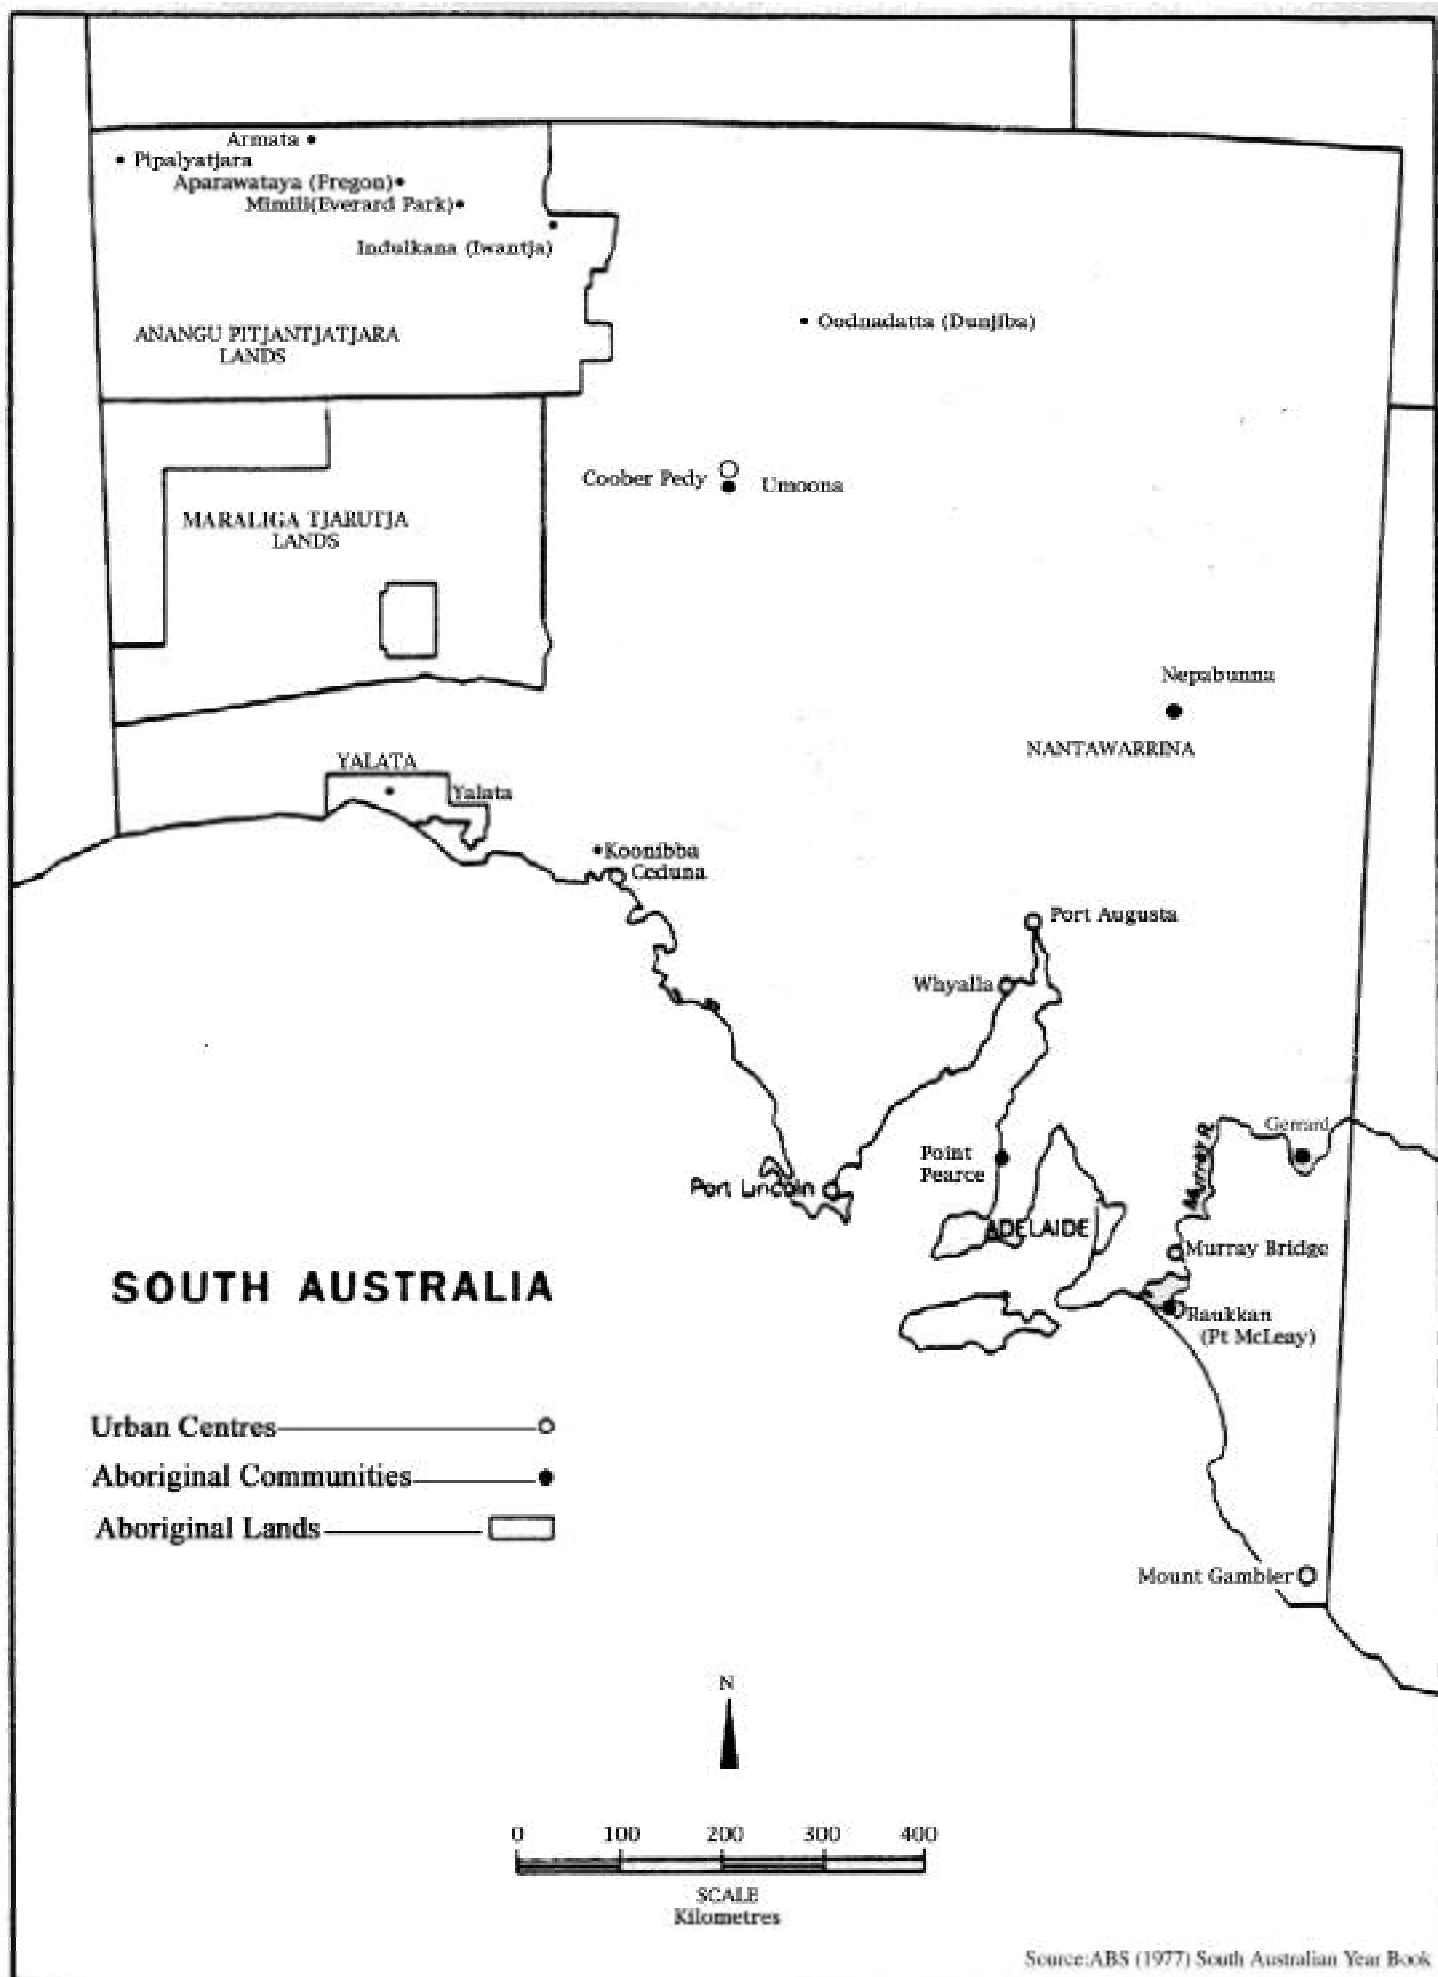 Armata
Pipalyatjara
Aparawataya (Fregon)
Mimili(Everard Park)
Indulkana (Iwantja)
ANANGU PITJANTJATJARA
LANDS
Oodnadatta (Dunjiba)
Coober Pedy
Umoona
MARALIGA TJARUTJA
LANDS
Nepabunna
NANTAWARRINA
YALATA
Yalata
Koonibba
Ceduna
Port Augusta
Whyalla
Gerrard
Murray R.
Point
Pearce
Port Lincoln
ADELAIDE
Murray Bridge
Raukkan
(Pt McLeay)
SOUTH AUSTRALIA
Urban Centres
Aboriginal Communities
Aboriginal Lands
Mount Gambier
N
0 100 200 300 400
SCALE
Kilometres
Source:ABS (1977) South Australian Year Book